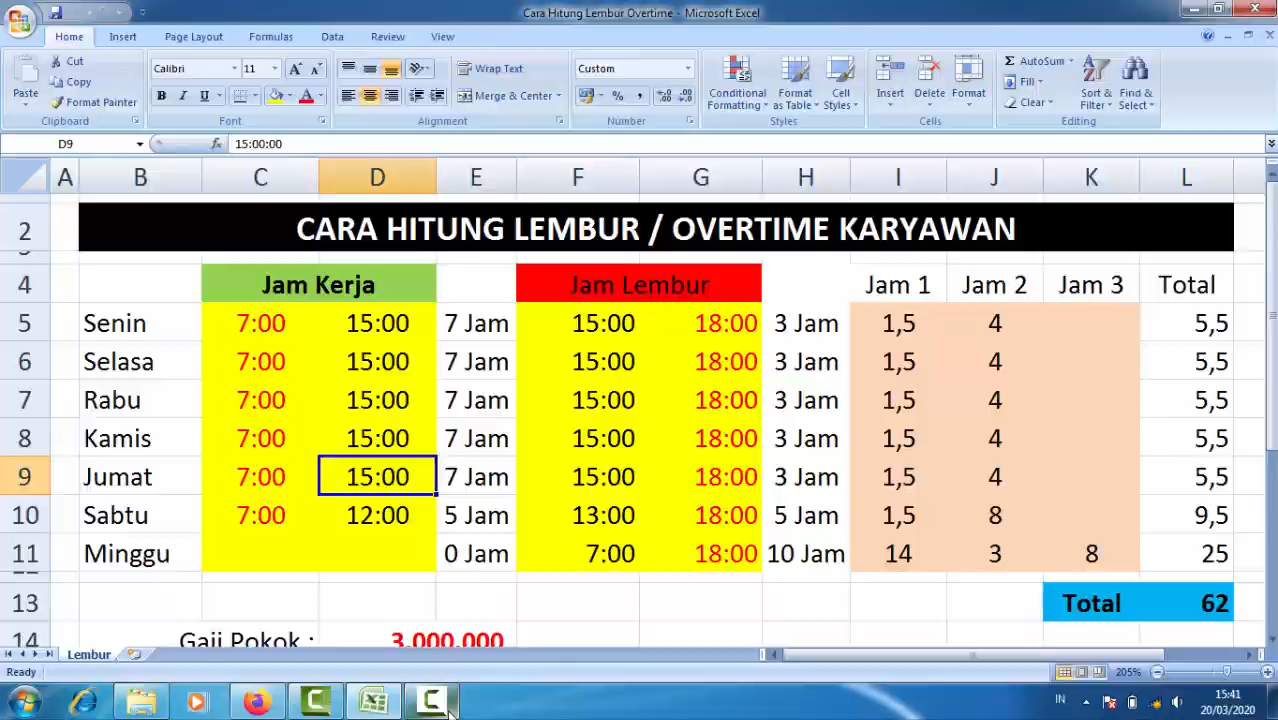 Cara Hitung Lembur Overtime - Microsoft Excel
Home Insert Page Layout Formulas Data Review View
Paste Cut Copy Format Painter Clipboard
Calibri 11 B I U A Font
Wrap Text Merge & Center Alignment
Custom % , Number
Conditional Formatting Format as Table Cell Styles Styles
Insert Delete Format Cells
AutoSum Fill Clear Sort & Filter Find & Select Editing
D9 fx 15:00:00
A B C D E F G H I J K L
2 CARA HITUNG LEMBUR / OVERTIME KARYAWAN
4 Jam Kerja Jam Lembur Jam 1 Jam 2 Jam 3 Total
5 Senin 7:00 15:00 7 Jam 15:00 18:00 3 Jam 1,5 4 5,5
6 Selasa 7:00 15:00 7 Jam 15:00 18:00 3 Jam 1,5 4 5,5
7 Rabu 7:00 15:00 7 Jam 15:00 18:00 3 Jam 1,5 4 5,5
8 Kamis 7:00 15:00 7 Jam 15:00 18:00 3 Jam 1,5 4 5,5
9 Jumat 7:00 15:00 7 Jam 15:00 18:00 3 Jam 1,5 4 5,5
10 Sabtu 7:00 12:00 5 Jam 13:00 18:00 5 Jam 1,5 8 9,5
11 Minggu 0 Jam 7:00 18:00 10 Jam 14 3 8 25
13 Total 62
14 Gaji Pokok : 3.000.000
Lembur
Ready 205%
IN 15:41
20/03/2020